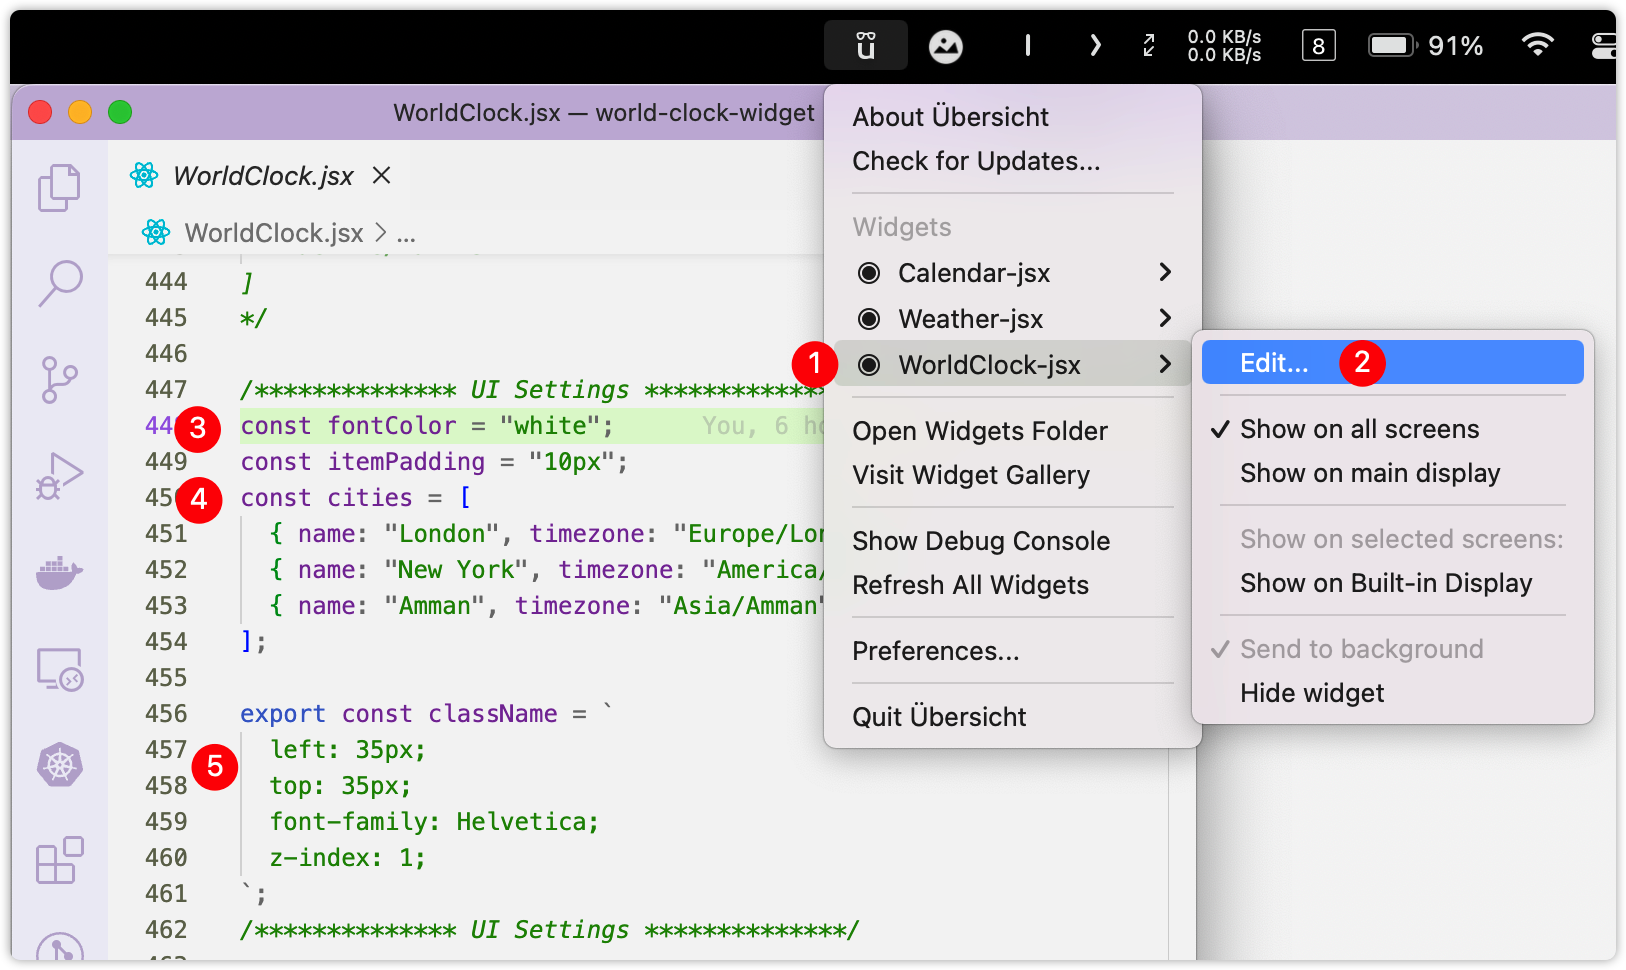 ü
0.0 KB/s
0.0 KB/s
8
91%
WorldClock.jsx — world-clock-widget
WorldClock.jsx
WorldClock.jsx > ...
444 ]
445 */
446
447 /************** UI Settings *************
3
const fontColor = "white"; You, 6 ho
449 const itemPadding = "10px";
4
const cities = [
451 { name: "London", timezone: "Europe/Lon
452 { name: "New York", timezone: "America/
453 { name: "Amman", timezone: "Asia/Amman"
454 ];
455
456 export const className = `
457 left: 35px;
5
458 top: 35px;
459 font-family: Helvetica;
460 z-index: 1;
461 `;
462 /************** UI Settings **************/
About Übersicht
Check for Updates...
Widgets
Calendar-jsx
Weather-jsx
1
WorldClock-jsx
Open Widgets Folder
Visit Widget Gallery
Show Debug Console
Refresh All Widgets
Preferences...
Quit Übersicht
Edit... 2
Show on all screens
Show on main display
Show on selected screens:
Show on Built-in Display
Send to background
Hide widget